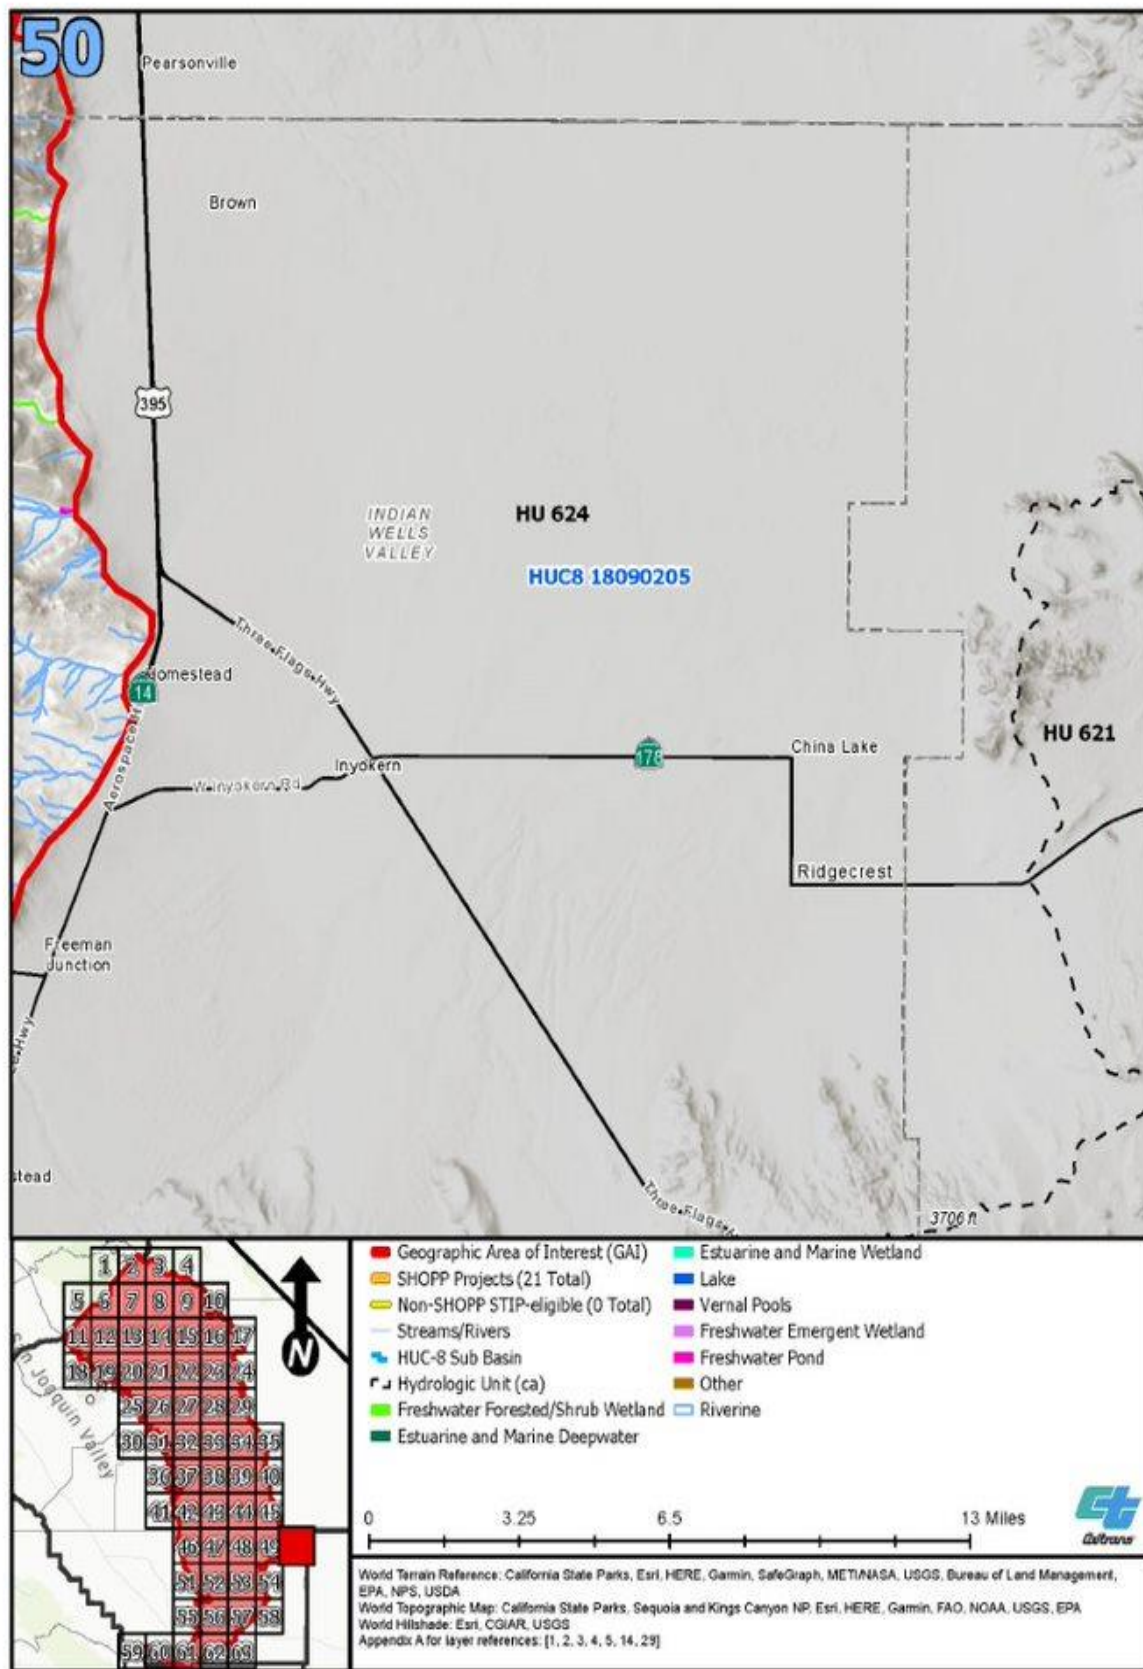 50
Pearsonville
Brown
395
INDIAN
WELLS
VALLEY
HU 624
HUC8 18090205
Three Flags Hwy
Homestead
14
Aerospace H
HU 621
China Lake
178
Inyokern
W Inyokern Rd
Ridgecrest
Freeman
Junction
Hwy
stead
Three Flags
3706 ft
1 2 3 4
5 6 7 8 9 10
11 12 13 14 15 16 17
18 19 20 21 22 23 24
25 26 27 28 29
30 31 32 33 34 35
36 37 38 39 40
41 42 43 44 45
46 47 48 49
51 52 53 54
55 56 57 58
59 60 61 62 63
San Joaquin Valley
N
Geographic Area of Interest (GAI)
SHOPP Projects (21 Total)
Non-SHOPP STIP-eligible (0 Total)
Streams/Rivers
HUC-8 Sub Basin
Hydrologic Unit (ca)
Freshwater Forested/Shrub Wetland
Estuarine and Marine Deepwater
Estuarine and Marine Wetland
Lake
Vernal Pools
Freshwater Emergent Wetland
Freshwater Pond
Other
Riverine
0 3.25 6.5 13 Miles
ct
Caltrans
World Terrain Reference: California State Parks, Esri, HERE, Garmin, SafeGraph, METI/NASA, USGS, Bureau of Land Management,
EPA, NPS, USDA
World Topographic Map: California State Parks, Sequoia and Kings Canyon NP, Esri, HERE, Garmin, FAO, NOAA, USGS, EPA
World Hillshade: Esri, CGIAR, USGS
Appendix A for layer references: [1, 2, 3, 4, 5, 14, 29]